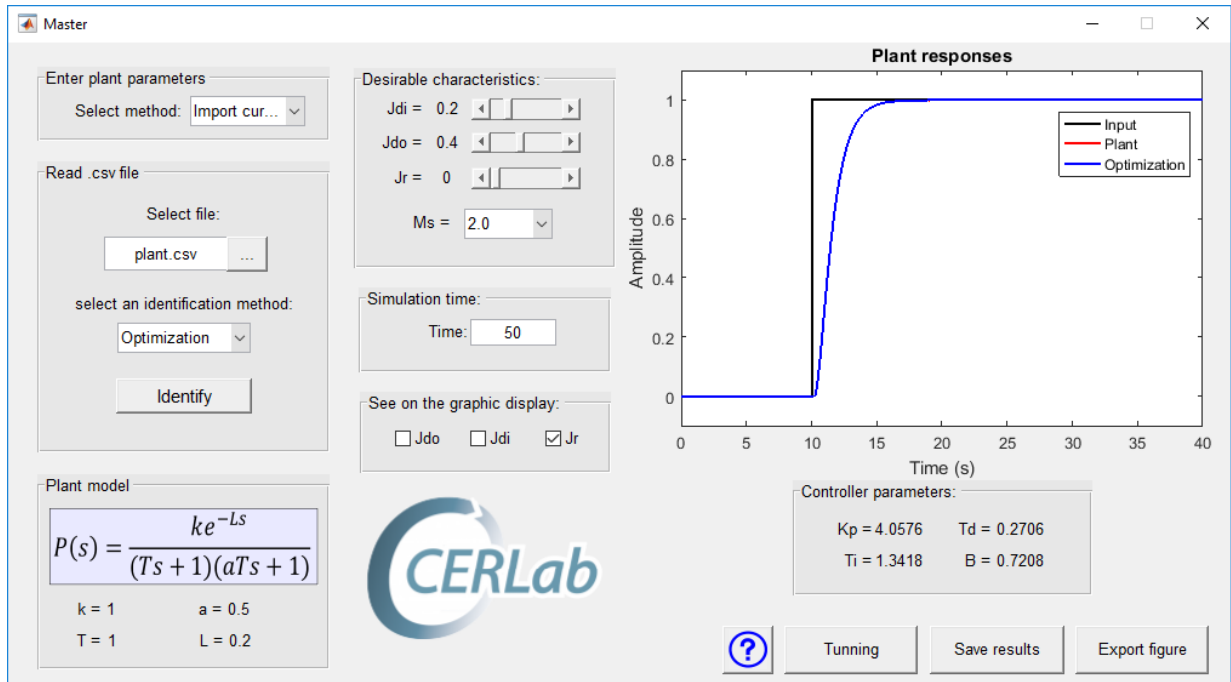 Master
Enter plant parameters
Select method: Import cur...
Read .csv file
Select file:
plant.csv ...
select an identification method:
Optimization
Identify
Plant model
P(s) = ke^{-Ls} / (Ts + 1)(aTs + 1)
k = 1 a = 0.5
T = 1 L = 0.2
Desirable characteristics:
Jdi = 0.2
Jdo = 0.4
Jr = 0
Ms = 2.0
Simulation time:
Time: 50
See on the graphic display:
Jdo Jdi Jr
CERLab
Plant responses
Amplitude
1
0.8
0.6
0.4
0.2
0
Input
Plant
Optimization
0 5 10 15 20 25 30 35 40
Time (s)
Controller parameters:
Kp = 4.0576 Td = 0.2706
Ti = 1.3418 B = 0.7208
? Tunning Save results Export figure